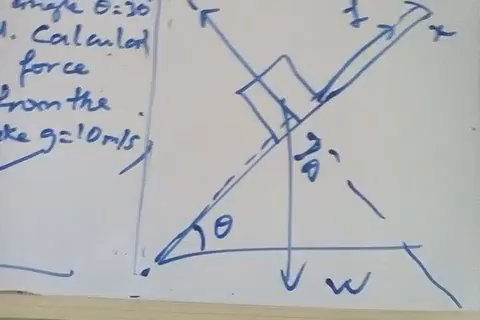 angle θ=30
. Calculat
force
from the
ke g=10m/s
f
x
θ
θ
W